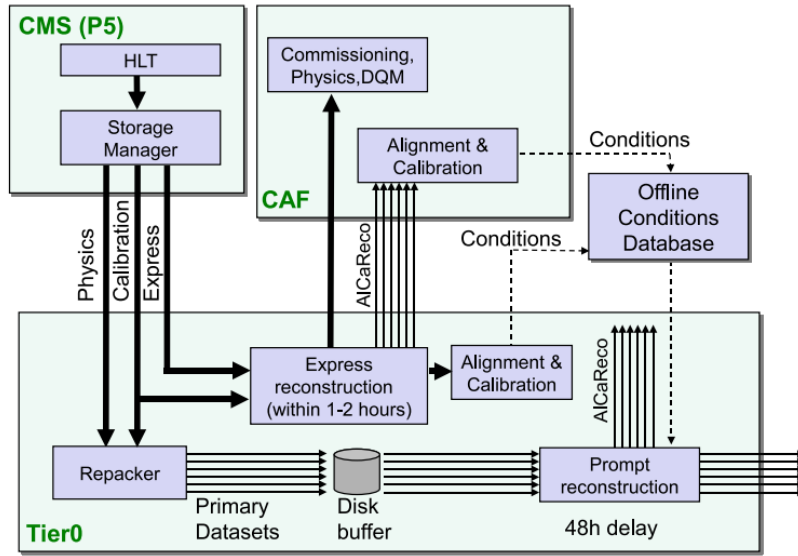 CMS (P5)
HLT
Storage
Manager
Commissioning,
Physics,DQM
Alignment &
Calibration
CAF
Conditions
Offline
Conditions
Database
Conditions
Physics
Calibration
Express
AlCaReco
Express
reconstruction
(within 1-2 hours)
Alignment &
Calibration
AlCaReco
Repacker
Primary
Datasets
Disk
buffer
Prompt
reconstruction
48h delay
Tier0